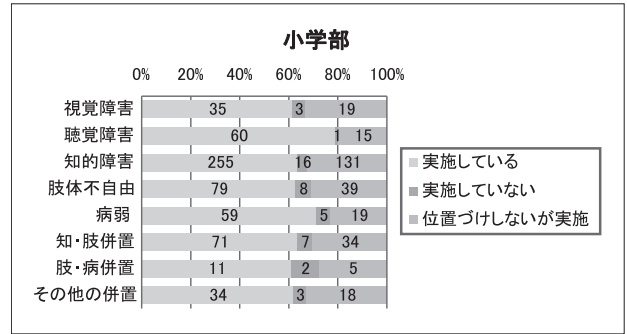 小学部
0% 20% 40% 60% 80% 100%
視覚障害 35 3 19
聴覚障害 60 1 15
知的障害 255 16 131
肢体不自由 79 8 39
病弱 59 5 19
知・肢併置 71 7 34
肢・病併置 11 2 5
その他の併置 34 3 18
実施している
実施していない
位置づけしないが実施